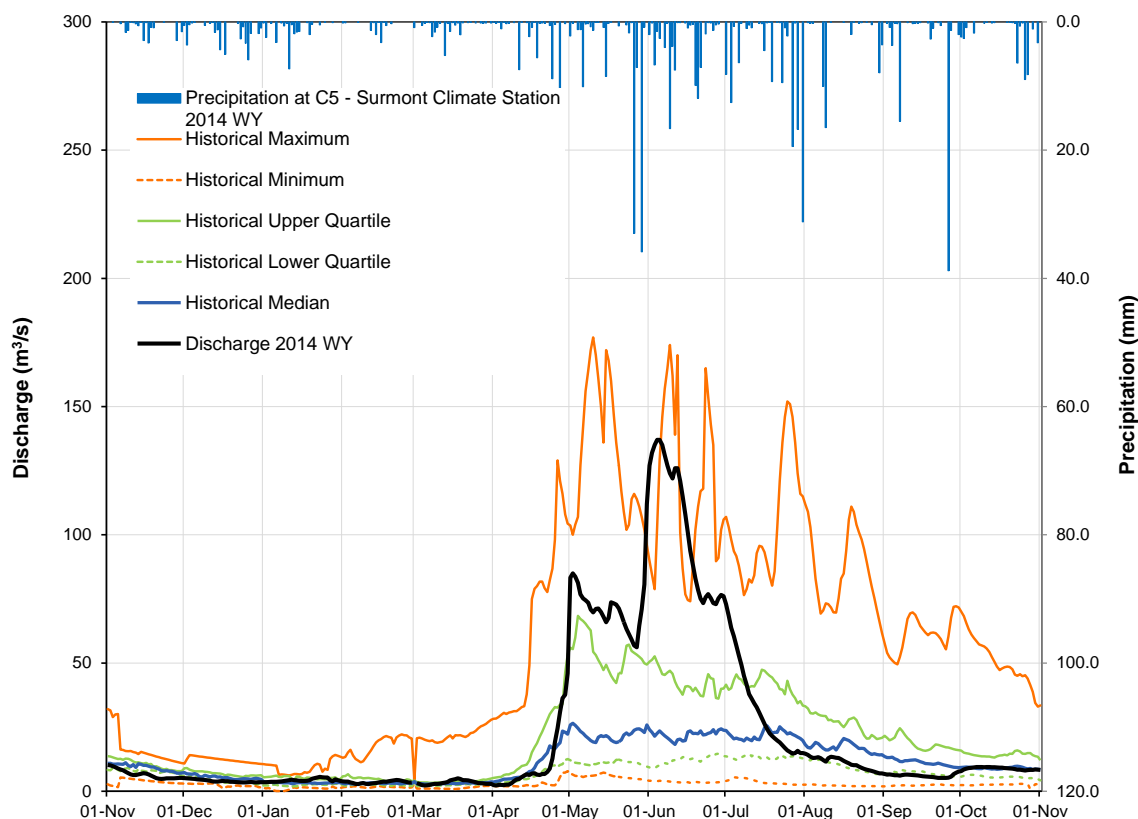 300
250
200
150
100
50
0
Discharge (m³/s)
0.0
20.0
40.0
60.0
80.0
100.0
120.0
Precipitation (mm)
Precipitation at C5 - Surmont Climate Station
2014 WY
Historical Maximum
Historical Minimum
Historical Upper Quartile
Historical Lower Quartile
Historical Median
Discharge 2014 WY
01-Nov 01-Dec 01-Jan 01-Feb 01-Mar 01-Apr 01-May 01-Jun 01-Jul 01-Aug 01-Sep 01-Oct 01-Nov